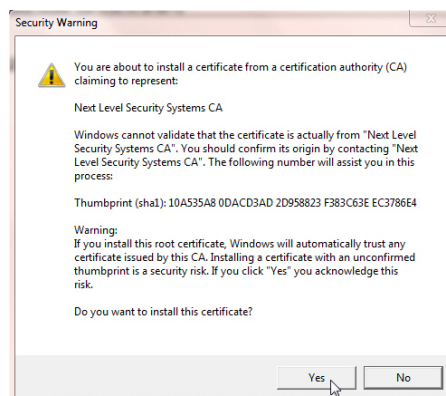 Security Warning
You are about to install a certificate from a certification authority (CA)
claiming to represent:
Next Level Security Systems CA
Windows cannot validate that the certificate is actually from "Next Level
Security Systems CA". You should confirm its origin by contacting "Next
Level Security Systems CA". The following number will assist you in this
process:
Thumbprint (sha1): 10A535A8 0DACD3AD 2D958823 F383C63E EC3786E4
Warning:
If you install this root certificate, Windows will automatically trust any
certificate issued by this CA. Installing a certificate with an unconfirmed
thumbprint is a security risk. If you click "Yes" you acknowledge this
risk.
Do you want to install this certificate?
Yes
No